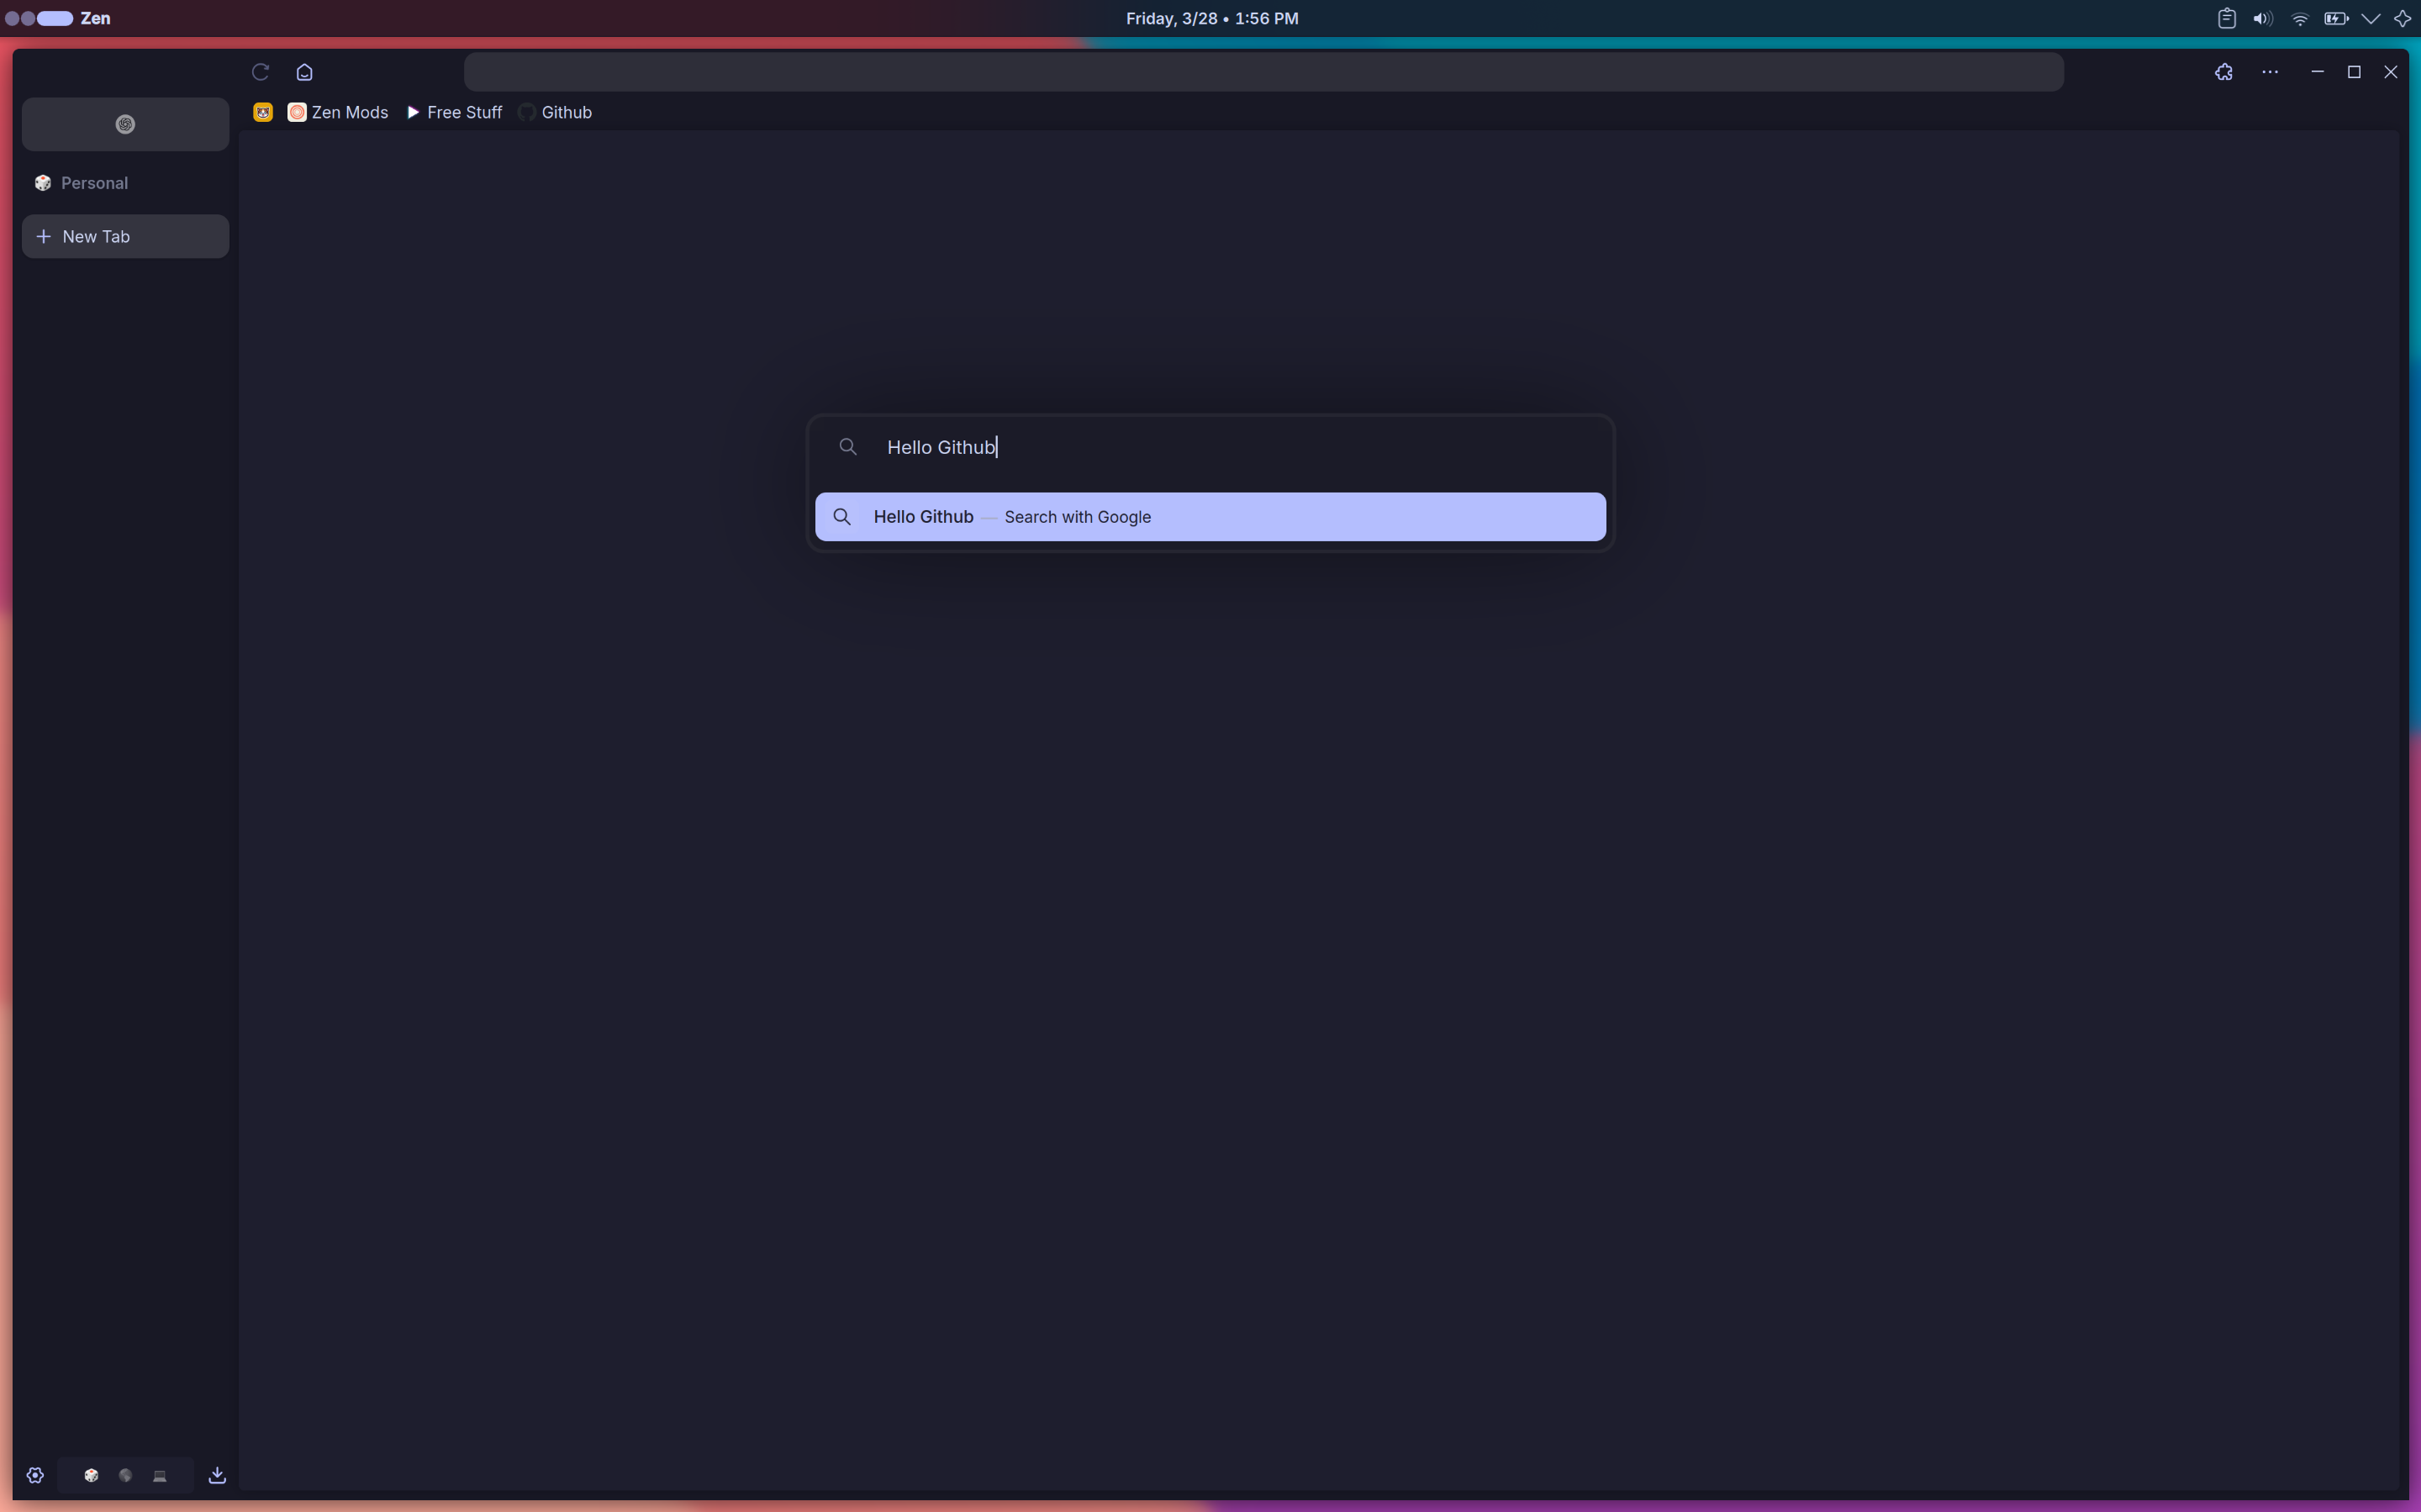 Zen
Friday, 3/28 • 1:56 PM
Zen Mods
Free Stuff
Github
Personal
New Tab
Hello Github
Hello Github — Search with Google